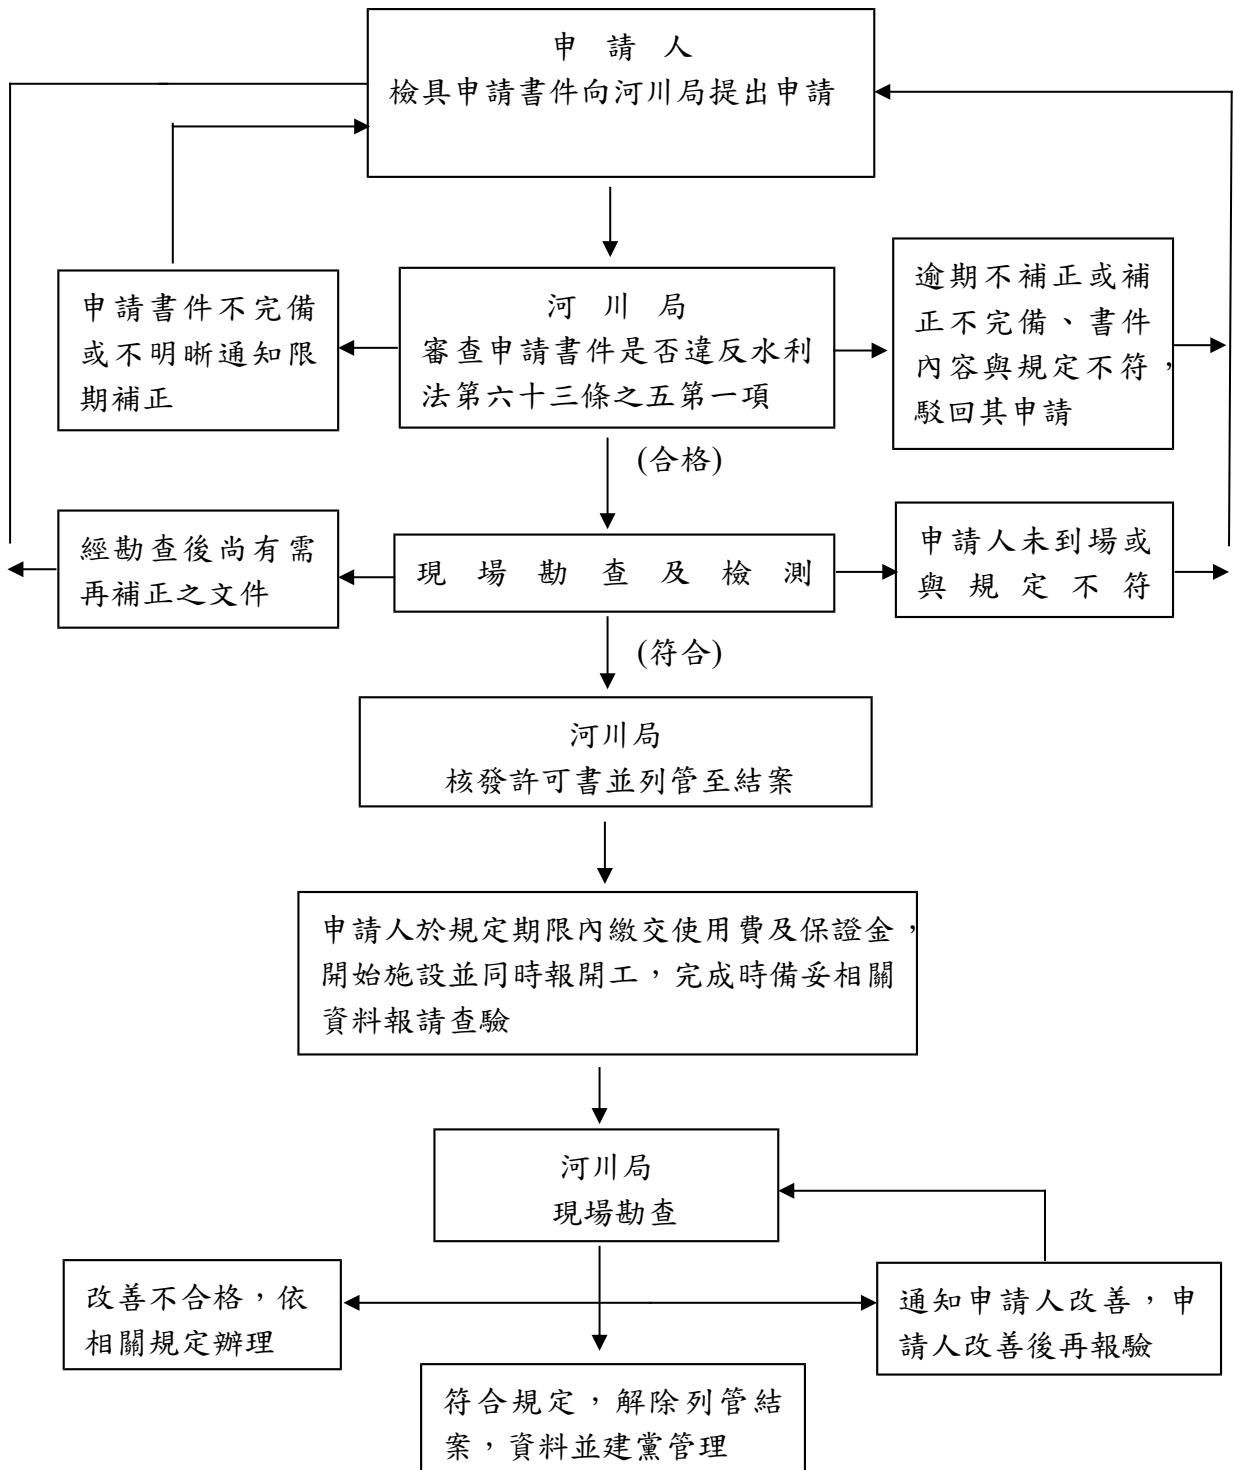 申請人
檢具申請書件向河川局提出申請
申請書件不完備
或不明晰通知限
期補正
河川局
審查申請書件是否違反水利
法第六十三條之五第一項
逾期不補正或補
正不完備、書件
內容與規定不符，
駁回其申請
(合格)
經勘查後尚有需
再補正之文件
現場勘查及檢測
申請人未到場或
與規定不符
(符合)
河川局
核發許可書並列管至結案
申請人於規定期限內繳交使用費及保證金，
開始施設並同時報開工，完成時備妥相關
資料報請查驗
河川局
現場勘查
改善不合格，依
相關規定辦理
通知申請人改善，申
請人改善後再報驗
符合規定，解除列管結
案，資料並建黨管理